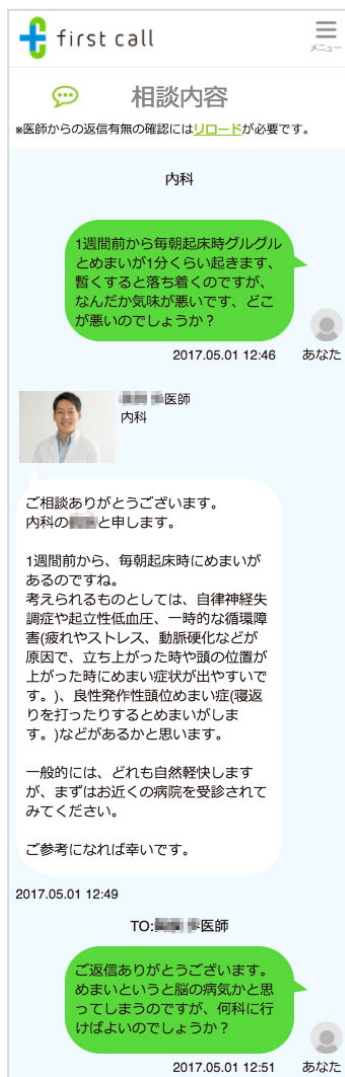 first call
メニュー
相談内容
※医師からの返信有無の確認にはリロードが必要です。
内科
1週間前から毎朝起床時グルグル
とめまいが1分くらい起きます、
暫くすると落ち着くのですが、
なんだか気味が悪いです、どこ
が悪いのでしょうか？
2017.05.01 12:46
あなた
医師
内科
ご相談ありがとうございます。
内科の と申します。
1週間前から、毎朝起床時にめまいが
あるのですね。
考えられるものとしては、自律神経失
調症や起立性低血圧、一時的な循環障
害(疲れやストレス、動脈硬化などが
原因で、立ち上がった時や頭の位置が
上がった時にめまい症状が出やすいで
す。)、良性発作性頭位めまい症(寝返
りを打ったりするとめまいがしま
す。)などがあるかと思います。
一般的には、どれも自然軽快します
が、まずはお近くの病院を受診されて
みてください。
ご参考になれば幸いです。
2017.05.01 12:49
TO: 医師
ご返信ありがとうございます。
めまいというと脳の病気かと思
ってしまうのですが、何科に行
けばよいのでしょうか？
2017.05.01 12:51
あなた